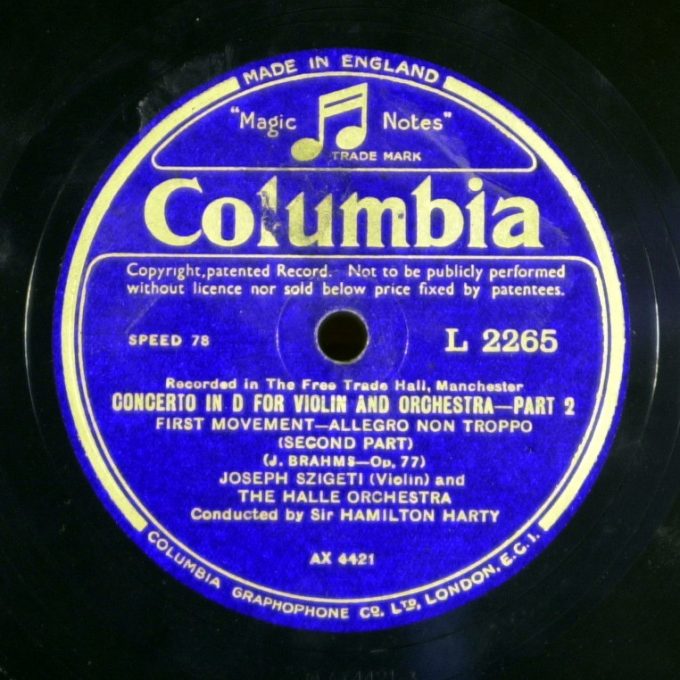 MADE IN ENGLAND
"Magic Notes"
TRADE MARK
Columbia
Copyright, patented Record. Not to be publicly performed
without licence nor sold below price fixed by patentees.
SPEED 78
L 2265
Recorded in The Free Trade Hall, Manchester
CONCERTO IN D FOR VIOLIN AND ORCHESTRA—PART 2
FIRST MOVEMENT—ALLEGRO NON TROPPO
(SECOND PART)
(J. BRAHMS—Op. 77)
JOSEPH SZIGETI (Violin) and
THE HALLE ORCHESTRA
Conducted by Sir HAMILTON HARTY
AX 4421
COLUMBIA GRAPHOPHONE CO. LTD, LONDON, E.C.1.